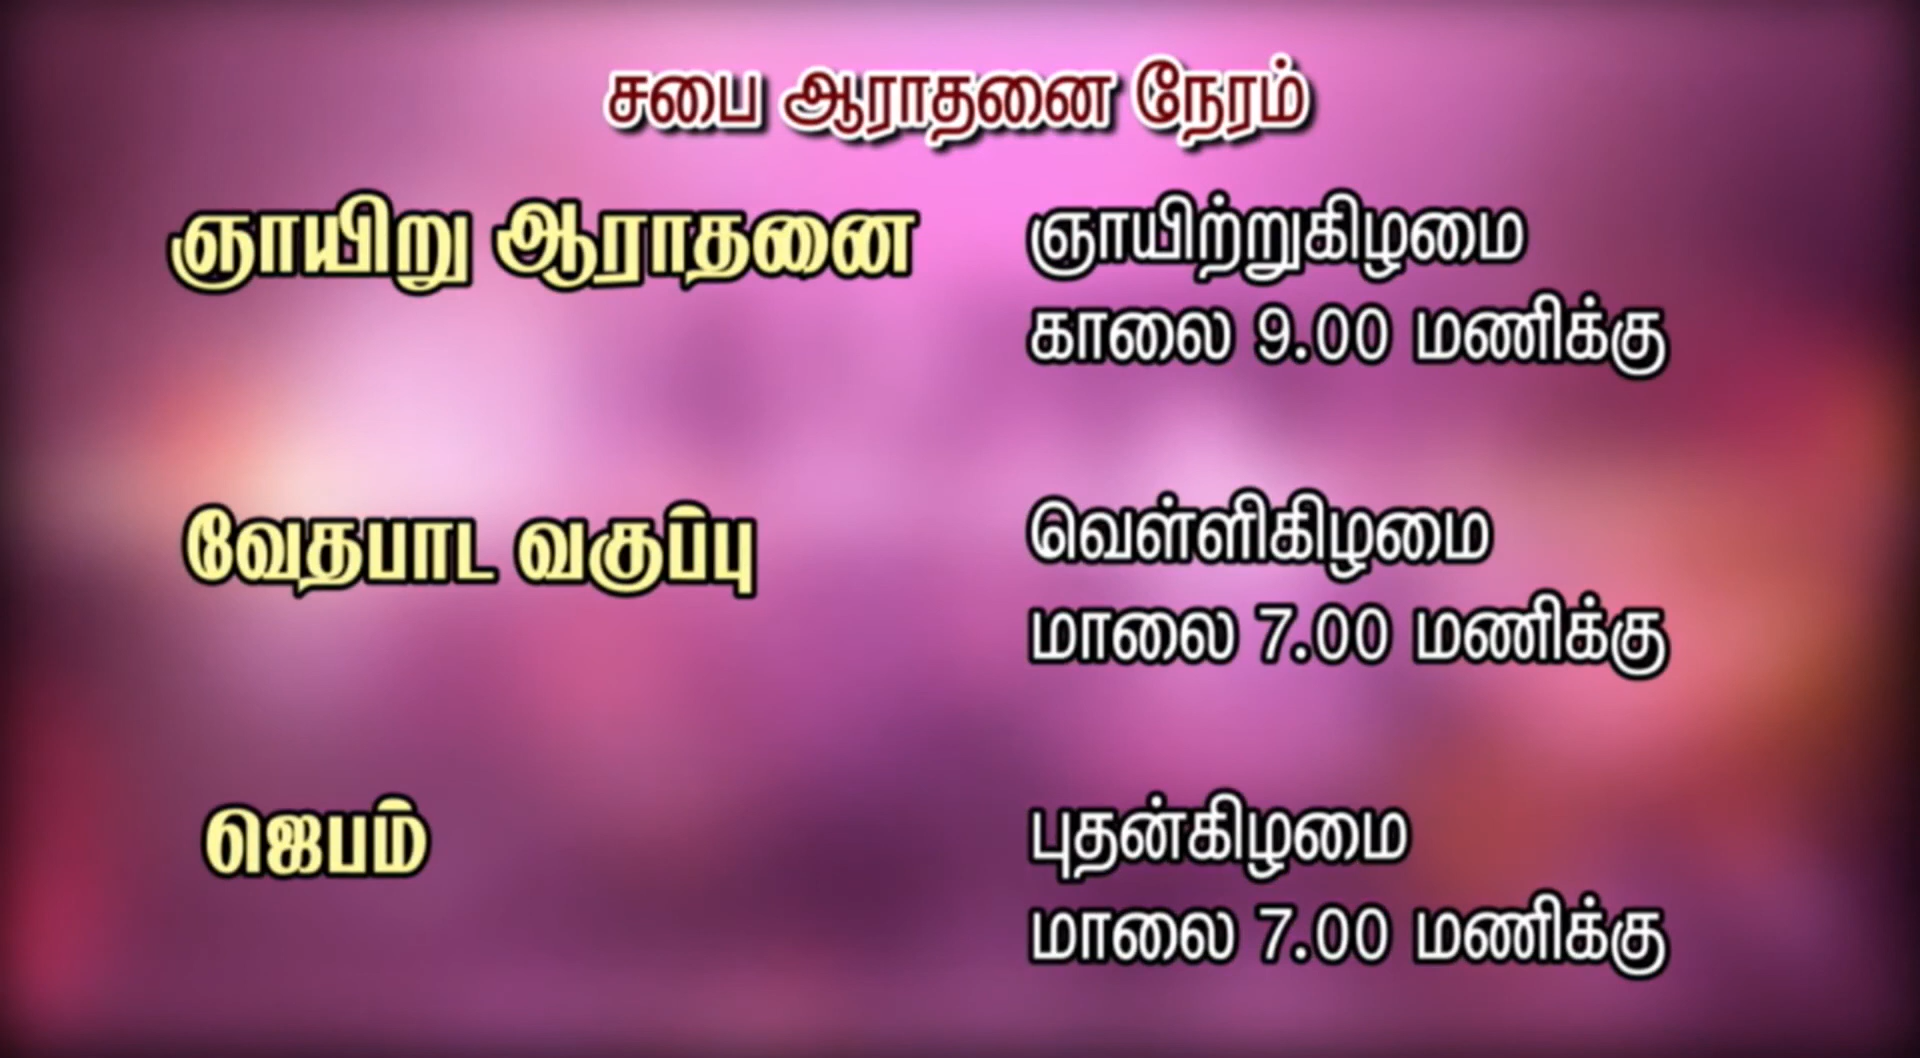 சபை ஆராதனை நேரம்
ஞாயிறு ஆராதனை
ஞாயிற்றுகிழமை
காலை 9.00 மணிக்கு
வேதபாட வகுப்பு
வெள்ளிகிழமை
மாலை 7.00 மணிக்கு
ஜெபம்
புதன்கிழமை
மாலை 7.00 மணிக்கு